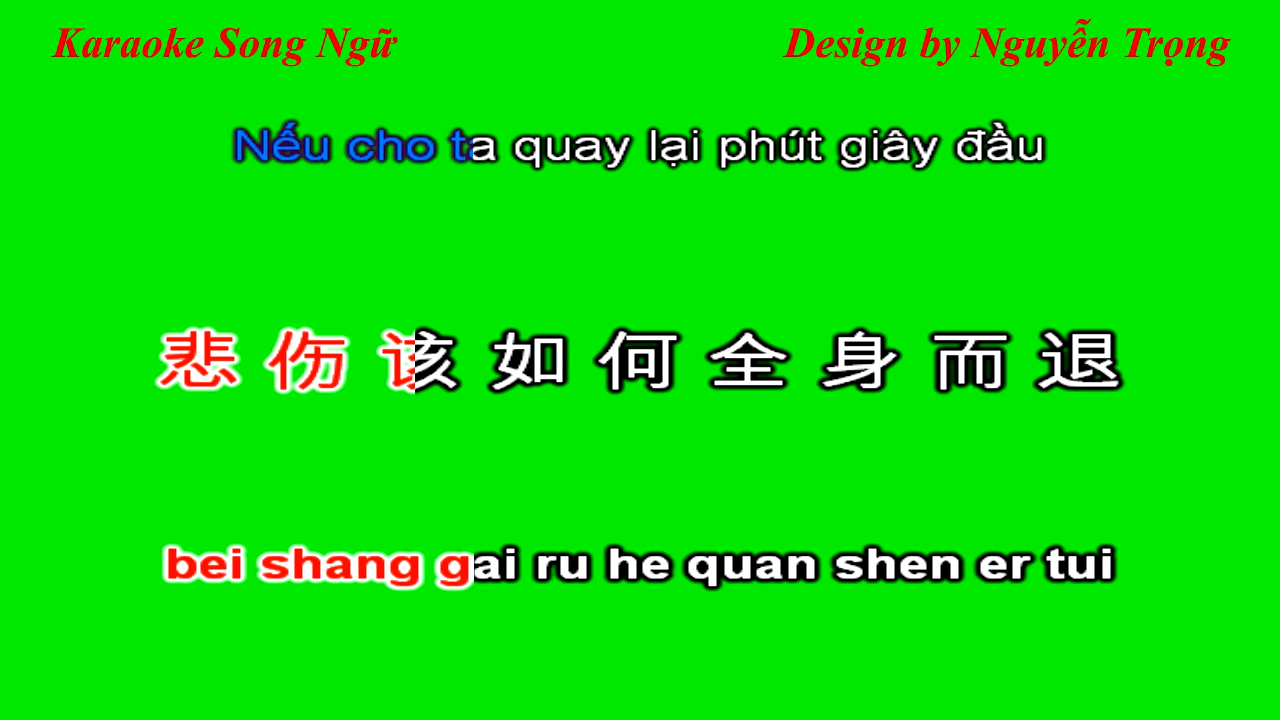 Karaoke Song Ngữ
Design by Nguyễn Trọng
Nếu cho ta quay lại phút giây đầu
悲 伤 该 如 何 全 身 而 退
bei shang gai ru he quan shen er tui